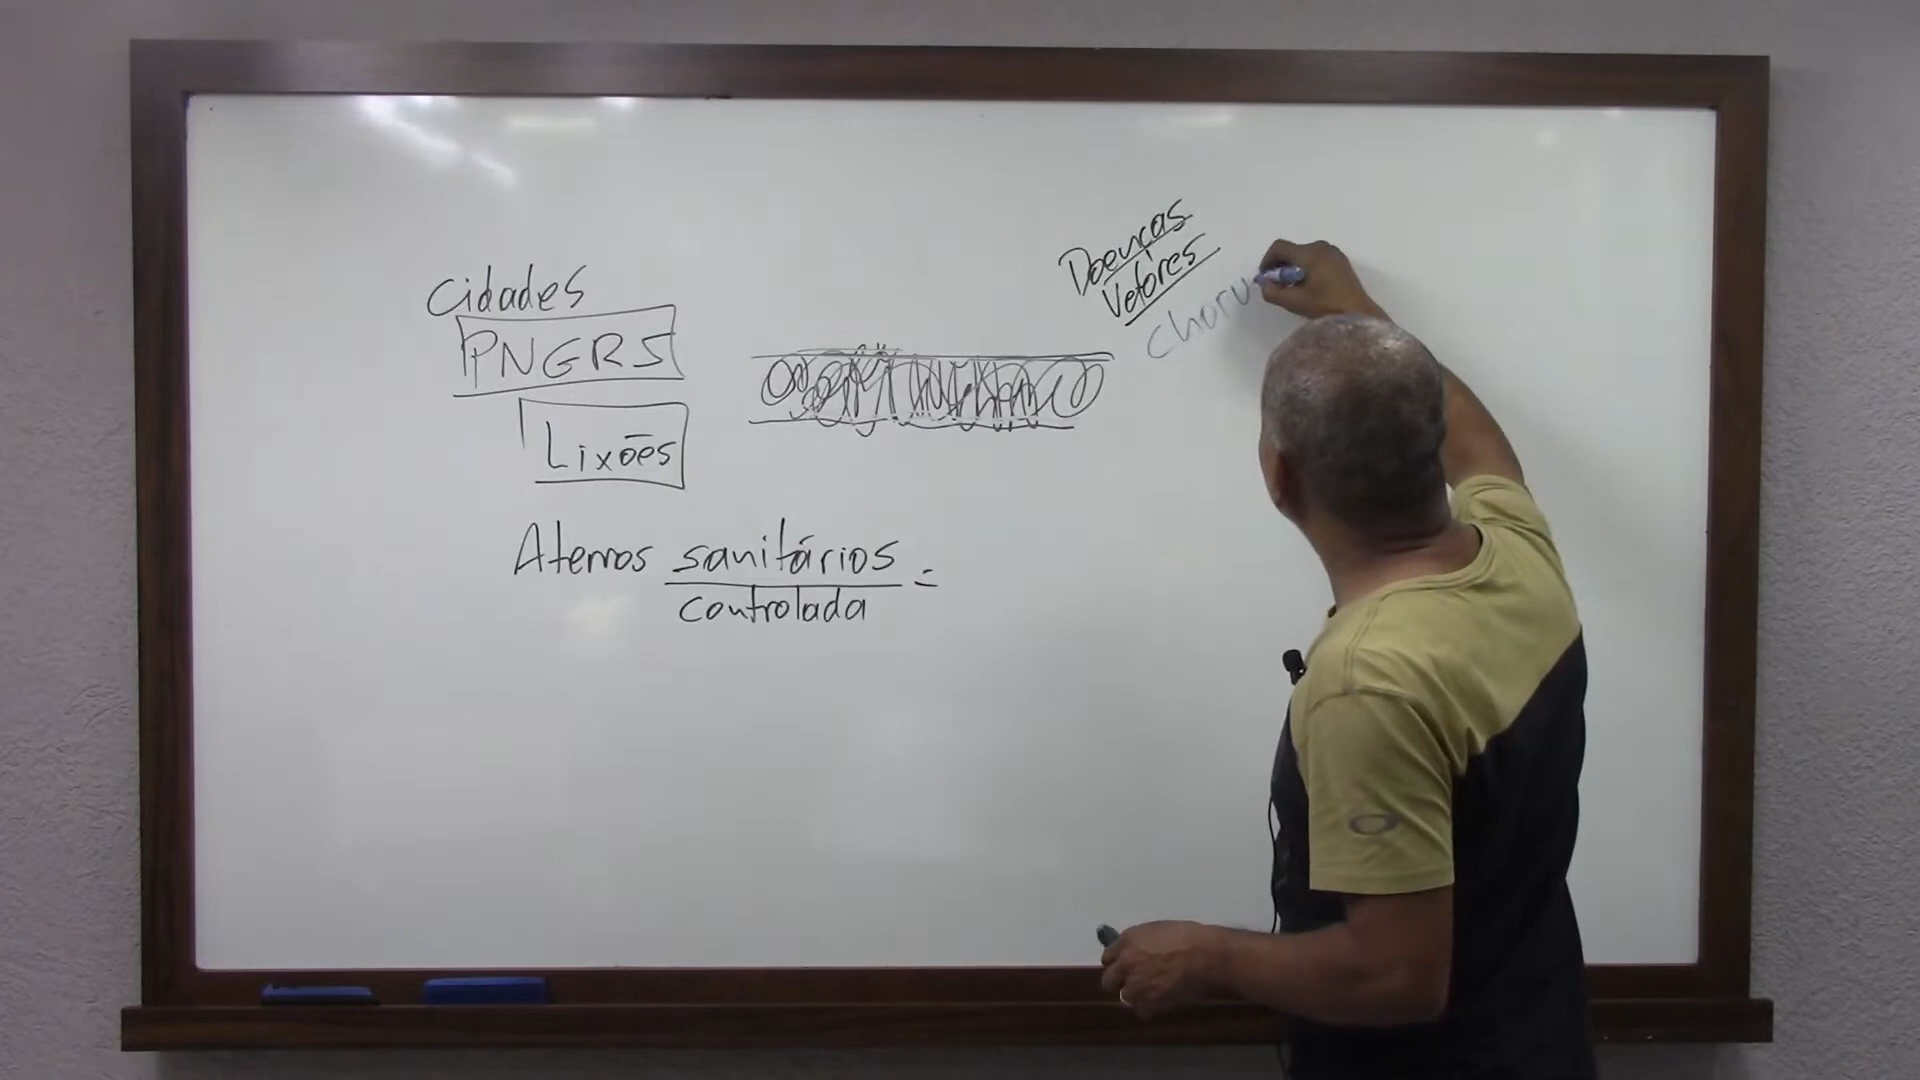 Cidades
PNGRS
Lixões
Aterros sanitários =
controlada
Doenças
Vetores
Choru